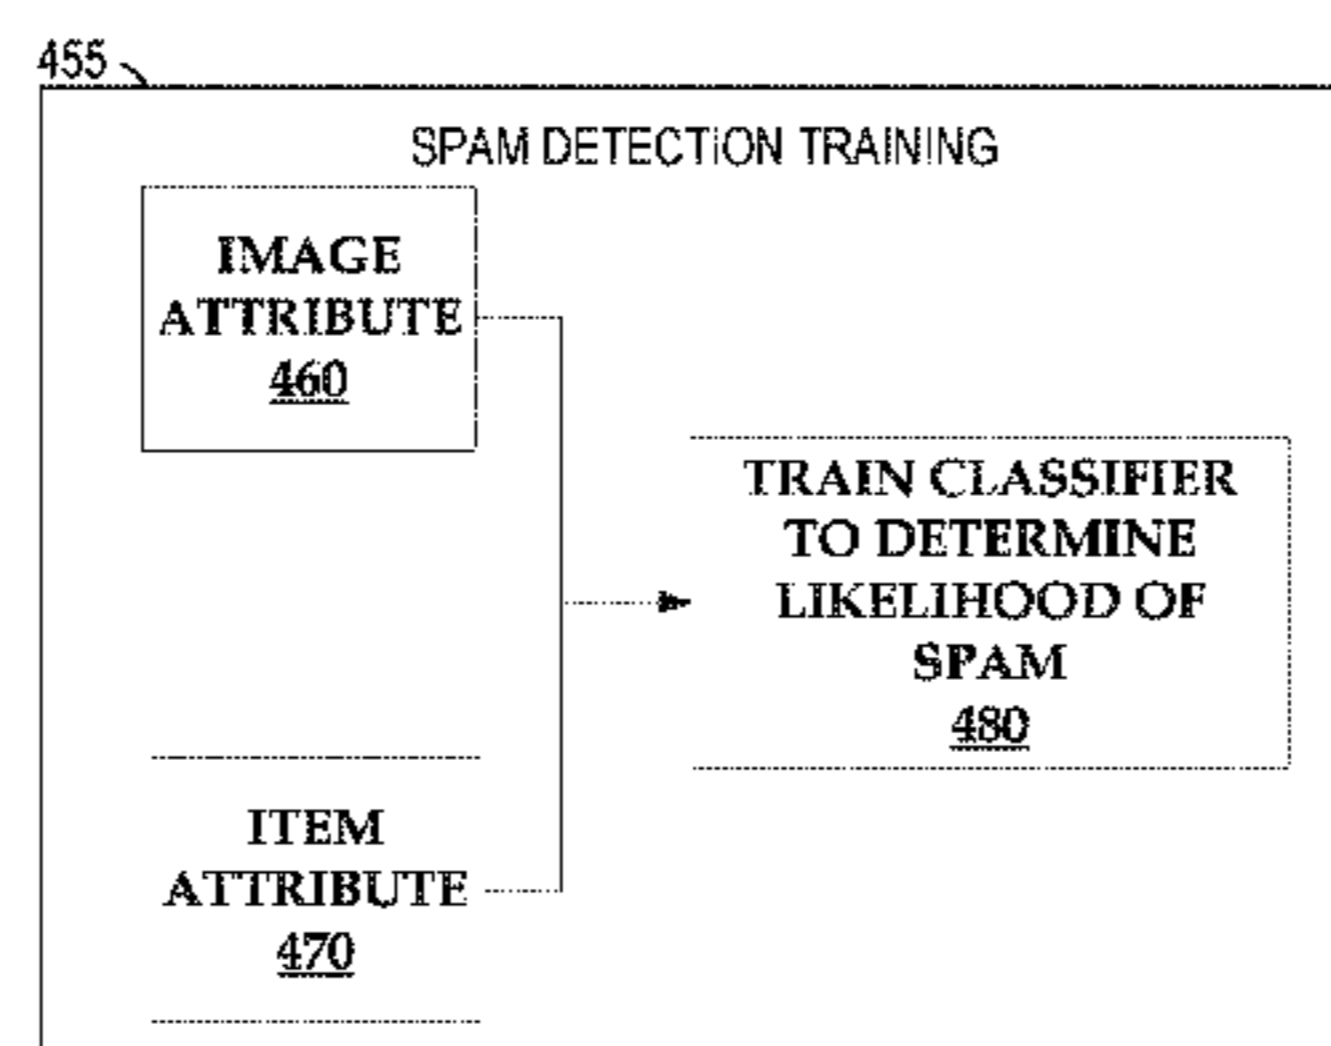 455
SPAM DETECTION TRAINING
IMAGE
ATTRIBUTE
460
TRAIN CLASSIFIER
TO DETERMINE
LIKELIHOOD OF
SPAM
480
ITEM
ATTRIBUTE
470